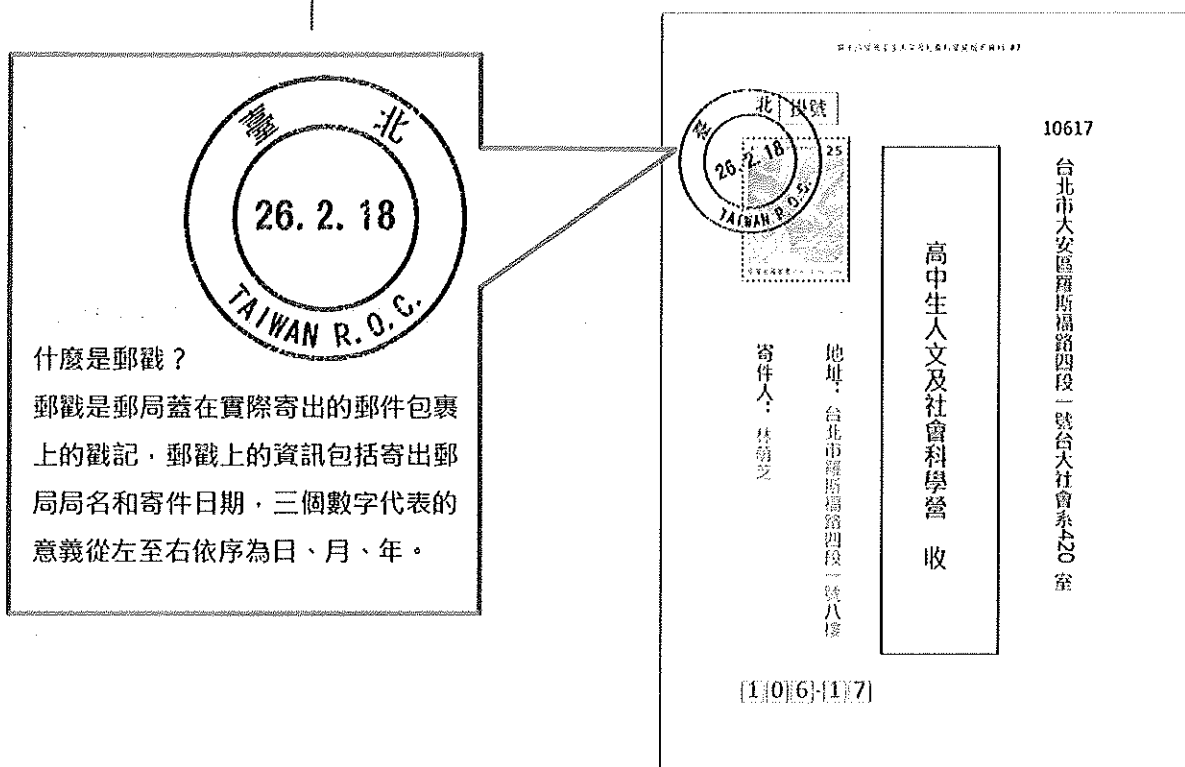 臺北
26. 2. 18
TAIWAN R.O.C.
什麼是郵戳？
郵戳是郵局蓋在實際寄出的郵件包裹
上的戳記，郵戳上的資訊包括寄出郵
局局名和寄件日期，三個數字代表的
意義從左至右依序為日、月、年。
北
26. 2. 18
TAIWAN R.O.C.
掛號
25
10617
台北市大安區羅斯福路四段一號台大社會系420 室
高中生人文及社會科學營 收
地址：台北市羅斯福路四段一號八樓
寄件人：林萌芝
106-17